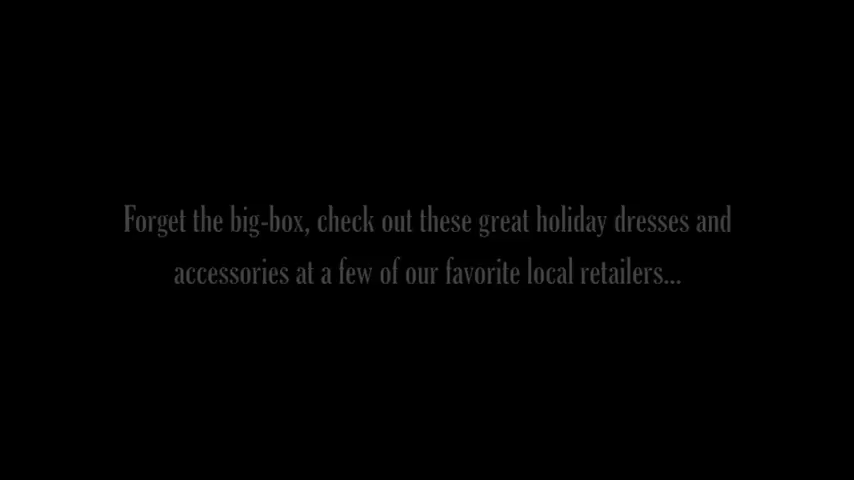 Forget the big-box, check out these great holiday dresses and
accessories at a few of our favorite local retailers...